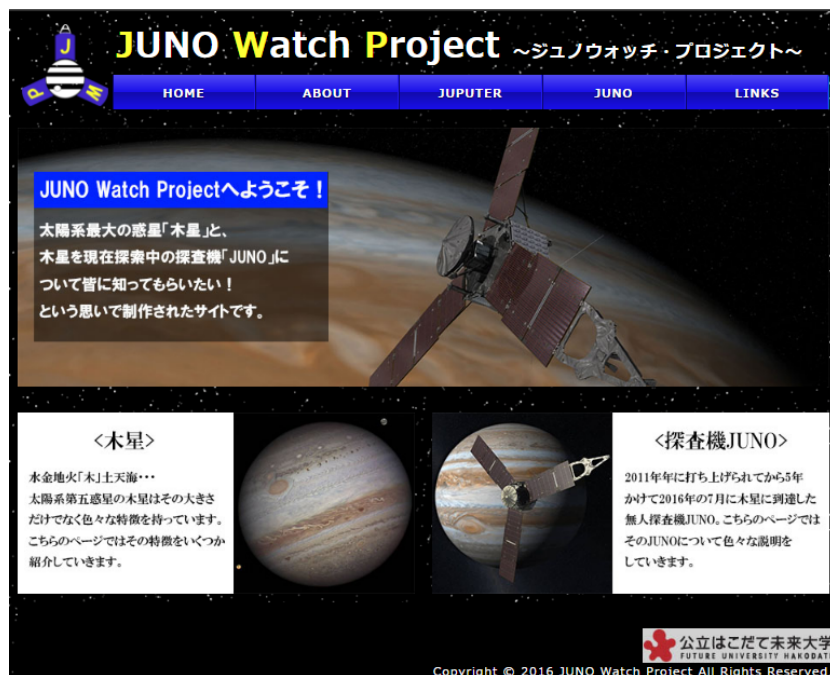 J
P
W
JUNO Watch Project ～ジュノウォッチ・プロジェクト～
HOME
ABOUT
JUPUTER
JUNO
LINKS
JUNO Watch Projectへようこそ！
太陽系最大の惑星「木星」と、
木星を現在探索中の探査機「JUNO」に
ついて皆に知ってもらいたい！
という思いで制作されたサイトです。
<木星>
水金地火「木」土天海・・・
太陽系第五惑星の木星はその大きさ
だけでなく色々な特徴を持っています。
こちらのページではその特徴をいくつか
紹介していきます。
<探査機JUNO>
2011年年に打ち上げられてから5年
かけて2016年の7月に木星に到達した
無人探査機JUNO。こちらのページでは
そのJUNOについて色々な説明を
していきます。
公立はこだて未来大学
FUTURE UNIVERSITY HAKODATE
Copyright © 2016 JUNO Watch Project All Rights Reserved